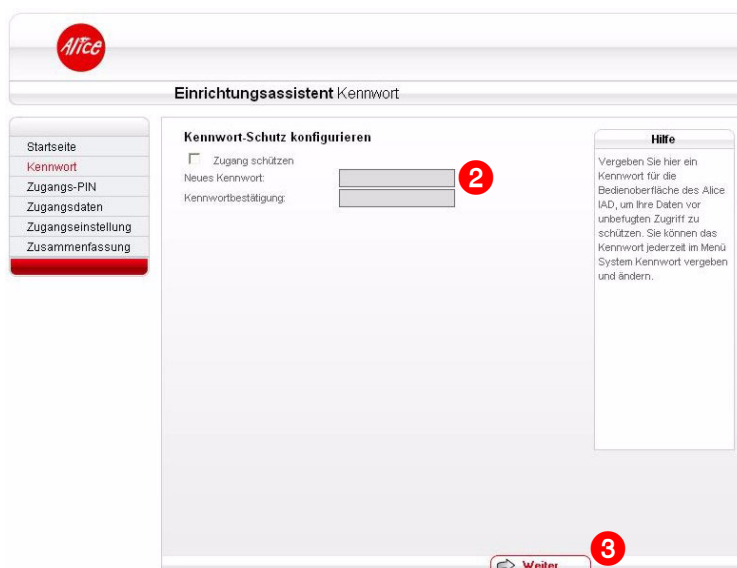 Alice
Einrichtungsassistent Kennwort
Startseite
Kennwort
Zugangs-PIN
Zugangsdaten
Zugangseinstellung
Zusammenfassung
Kennwort-Schutz konfigurieren
Zugang schützen
Neues Kennwort:
2
Kennwortbestätigung:
Hilfe
Vergeben Sie hier ein
Kennwort für die
Bedienoberfläche des Alice
IAD, um Ihre Daten vor
unbefugten Zugriff zu
schützen. Sie können das
Kennwort jederzeit im Menü
System Kennwort vergeben
und ändern.
3
Weiter